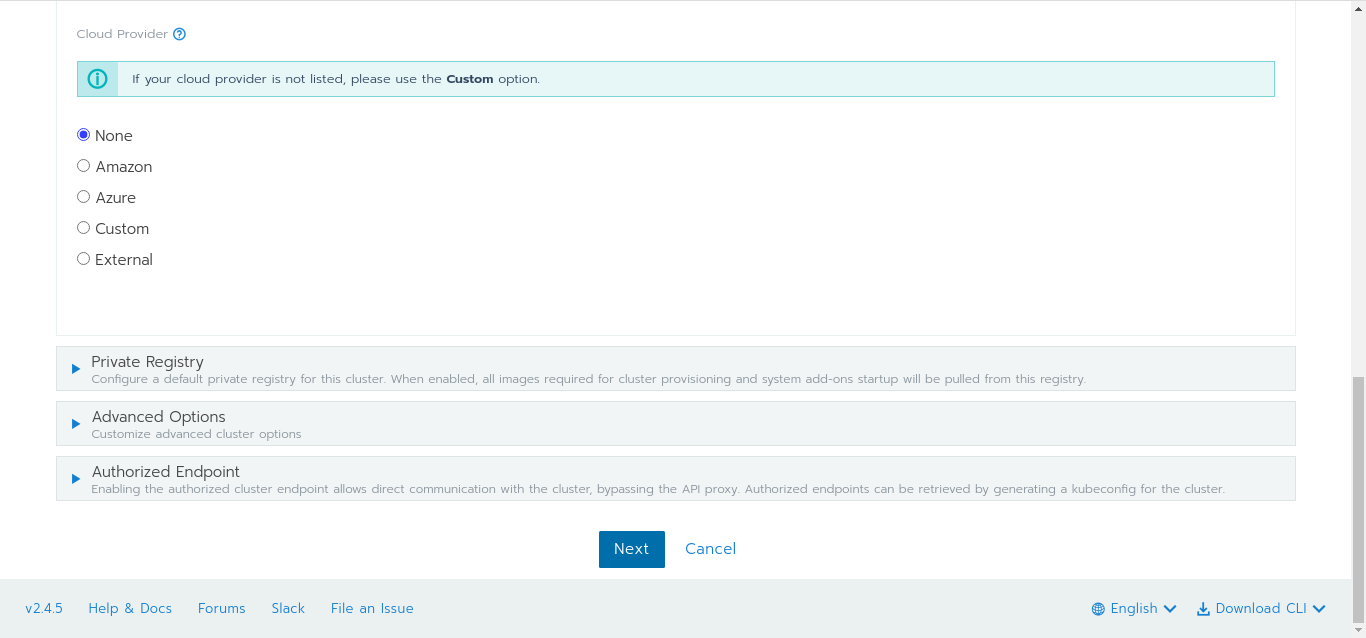 Cloud Provider
If your cloud provider is not listed, please use the Custom option.
None
Amazon
Azure
Custom
External
Private Registry
Configure a default private registry for this cluster. When enabled, all images required for cluster provisioning and system add-ons startup will be pulled from this registry.
Advanced Options
Customize advanced cluster options
Authorized Endpoint
Enabling the authorized cluster endpoint allows direct communication with the cluster, bypassing the API proxy. Authorized endpoints can be retrieved by generating a kubeconfig for the cluster.
Next Cancel
v2.4.5 Help & Docs Forums Slack File an Issue English Download CLI